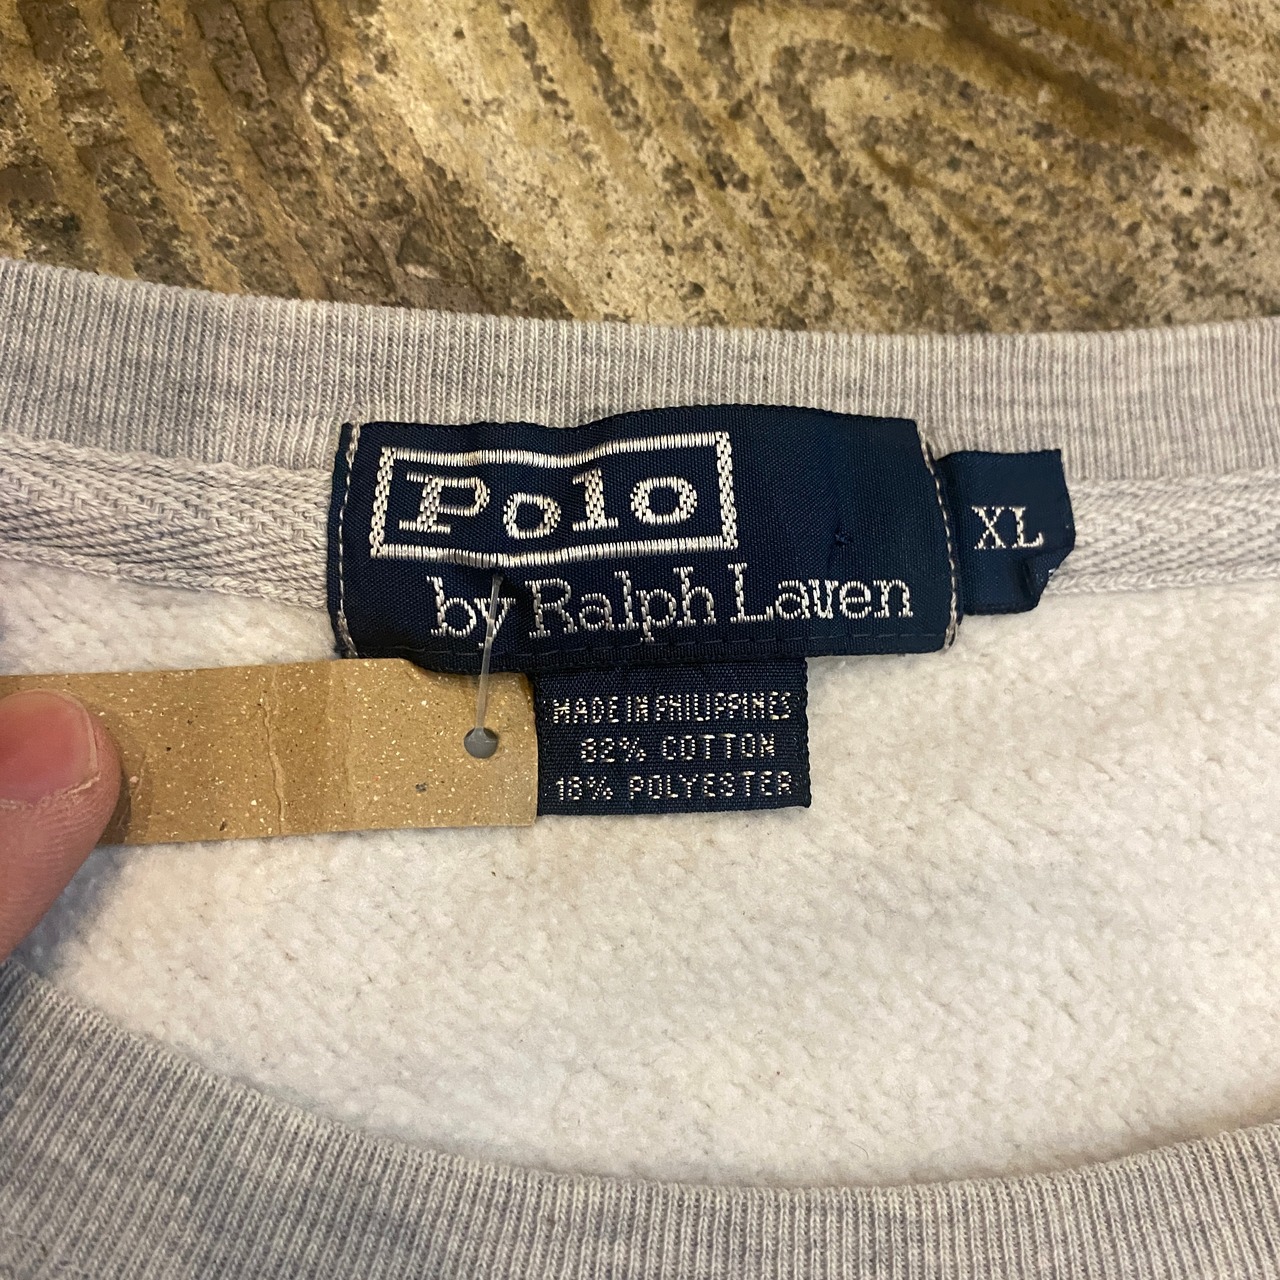 Polo
by Ralph Lauren
XL
MADE IN PHILIPPINES
82% COTTON
18% POLYESTER